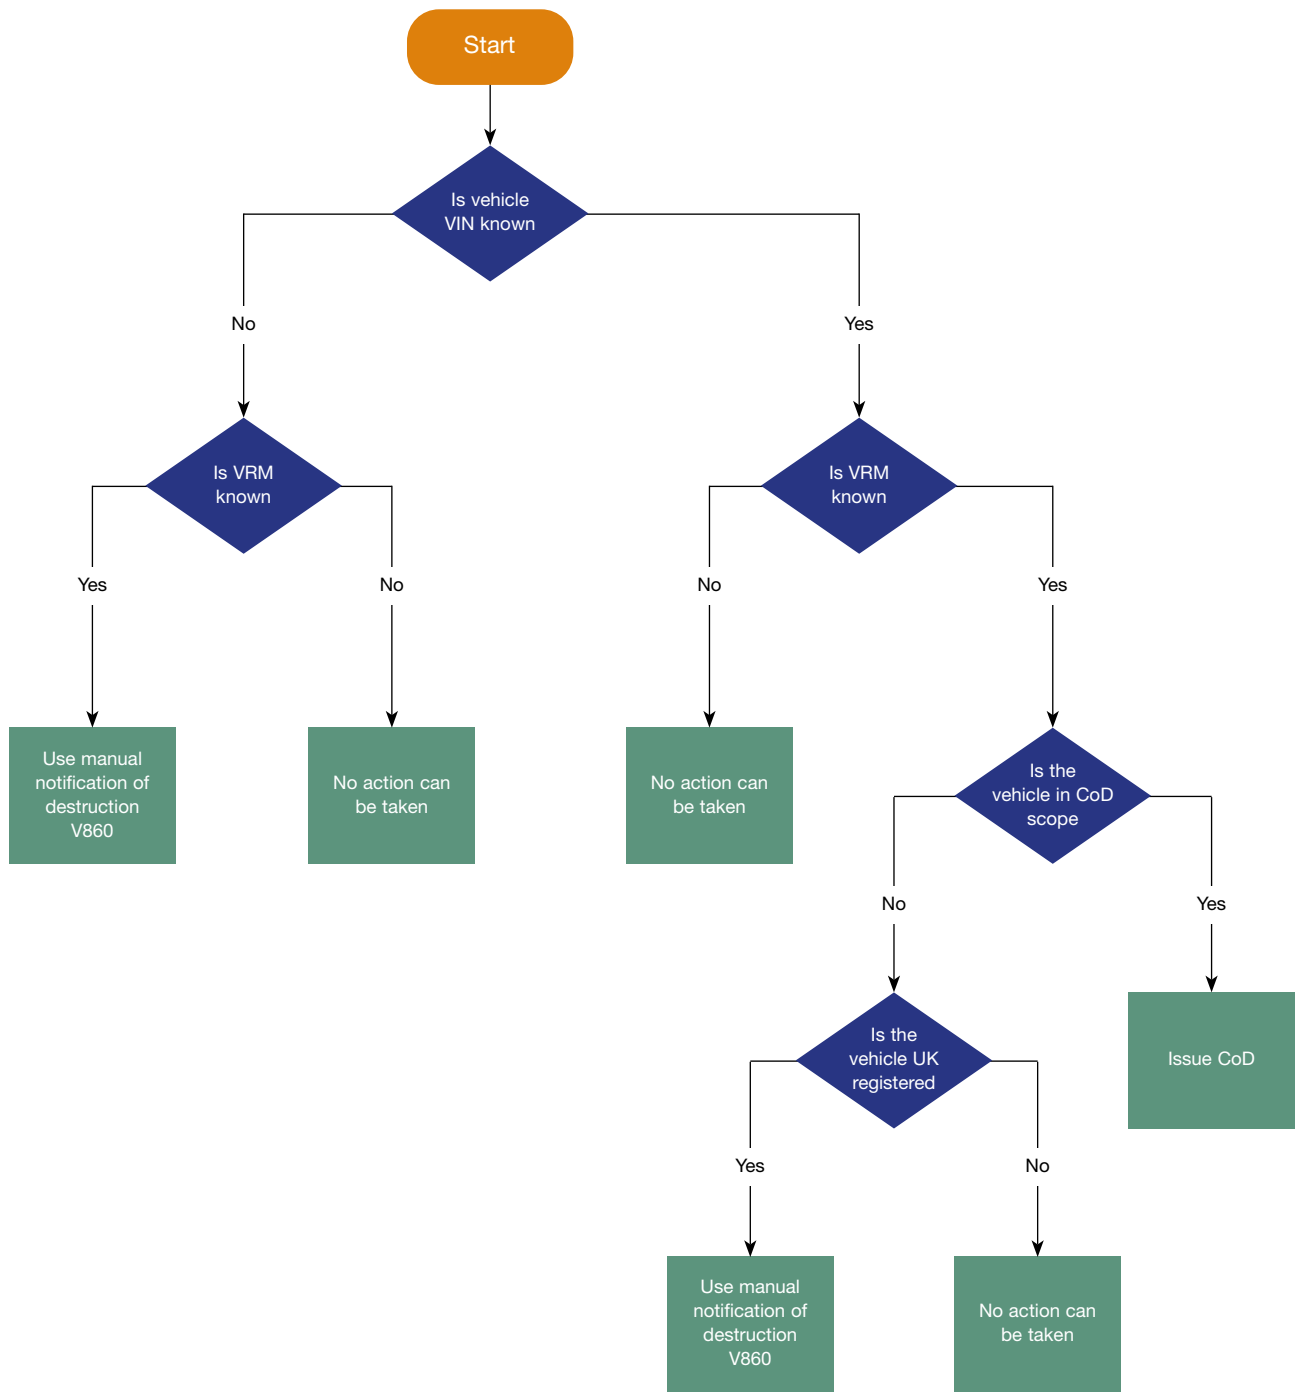 Start
Is vehicle
VIN known
No
Yes
Is VRM
known
Is VRM
known
Yes
No
No
Yes
Use manual
notification of
destruction
V860
No action can
be taken
No action can
be taken
Is the
vehicle in CoD
scope
No
Yes
Is the
vehicle UK
registered
Issue CoD
Yes
No
Use manual
notification of
destruction
V860
No action can
be taken